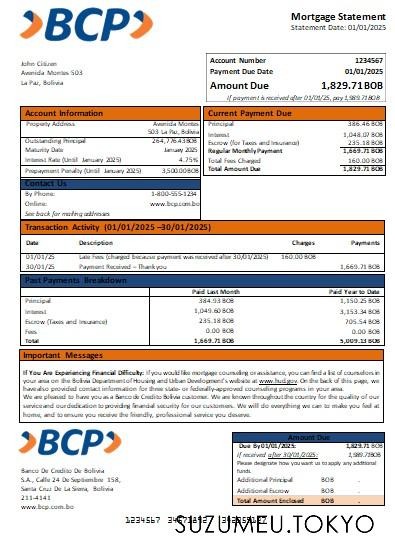 BCP
Mortgage Statement
Statement Date: 01/01/2025
John Citizen
Avenida Montes 503
La Paz, Bolivia
Account Number 1234567
Payment Due Date 01/01/2025
Amount Due 1,829.71BOB
If payment is received after 01/01/25, pay 1,989.71BOB
Account Information
Property Address Avenida Montes
503 La Paz, Bolivia
Outstanding Principal 264,776.43BOB
Maturity Date January 2025
Interest Rate (Until January 2025) 4.75%
Prepayment Penalty (Until January 2025) 3,500.00BOB
Contact Us
By Phone: 1-800-555-1234
Online: www.bcp.com.bo
See back for mailing addresses
Current Payment Due
Principal 386.46 BOB
Interest 1,048.07 BOB
Escrow (for Taxes and Insurance) 235.18 BOB
Regular Monthly Payment 1,669.71 BOB
Total Fees Charged 160.00 BOB
Total Amount Due 1,829.71 BOB
Transaction Activity (01/01/2025 –30/01/2025)
Date Description Charges Payments
01/01/25 Late Fees (charged because payment was received after 30/01/2025) 160.00 BOB
30/01/25 Payment Received – Thank you 1,669.71 BOB
Past Payments Breakdown
Paid Last Month Paid Year to Date
Principal 384.93 BOB 1,150.25 BOB
Interest 1,049.60 BOB 3,153.34 BOB
Escrow (Taxes and Insurance) 235.18 BOB 705.54 BOB
Fees 0.00 BOB 0.00 BOB
Total 1,669.71 BOB 5,009.13 BOB
Important Messages
If You Are Experiencing Financial Difficulty: If you would like mortgage counseling or assistance, you can find a list of counselors in
your area on the Bolivia Department of Housing and Urban Development's website at www.hud.gov. On the back of this page, we
have also provided contact information for three state- or federally-approved counseling programs in your area.
We are pleased to have you as a Banco de Credito Bolivia customer. We are known throughout the country for the quality of our
service and our dedication to providing financial security for our customers. We will do everything we can to make you feel at
home, and to ensure you receive the friendly, professional service you deserve.
BCP
Banco De Credito De Bolivia
S.A., Calle 24 De Septiembre 158,
Santa Cruz De La Sierra, Bolivia
211-4141
www.bcp.com.bo
Amount Due
Due By 01/01/2025: 1,829.71 BOB
If received after 30/01/2025: 1,989.71BOB
Please designate how you want us to apply any additional
funds.
Additional Principal BOB .
Additional Escrow BOB .
Total Amount Enclosed BOB .
1234567
SUZUMEU.TOKYO